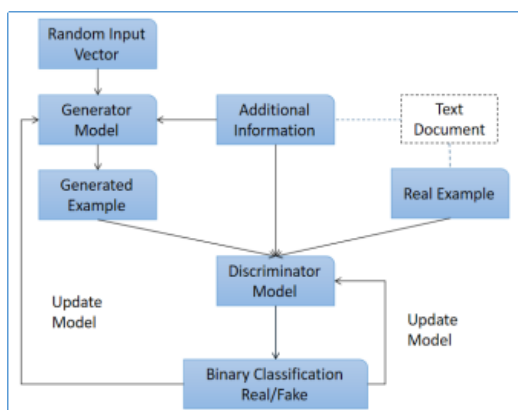 Random Input
Vector
Generator
Model
Additional
Information
Text
Document
Generated
Example
Real Example
Discriminator
Model
Update
Model
Update
Model
Binary Classification
Real/Fake